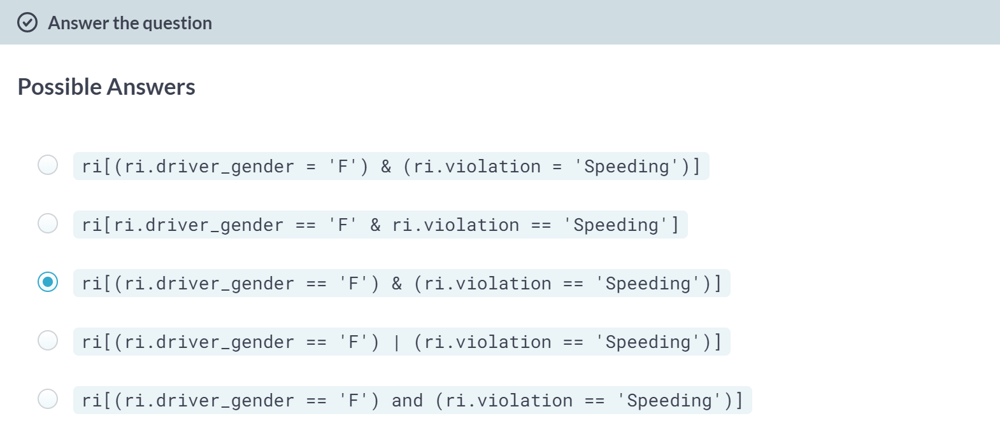 Answer the question
Possible Answers
ri[(ri.driver_gender = 'F') & (ri.violation = 'Speeding')]
ri[ri.driver_gender == 'F' & ri.violation == 'Speeding']
ri[(ri.driver_gender == 'F') & (ri.violation == 'Speeding')]
ri[(ri.driver_gender == 'F') | (ri.violation == 'Speeding')]
ri[(ri.driver_gender == 'F') and (ri.violation == 'Speeding')]